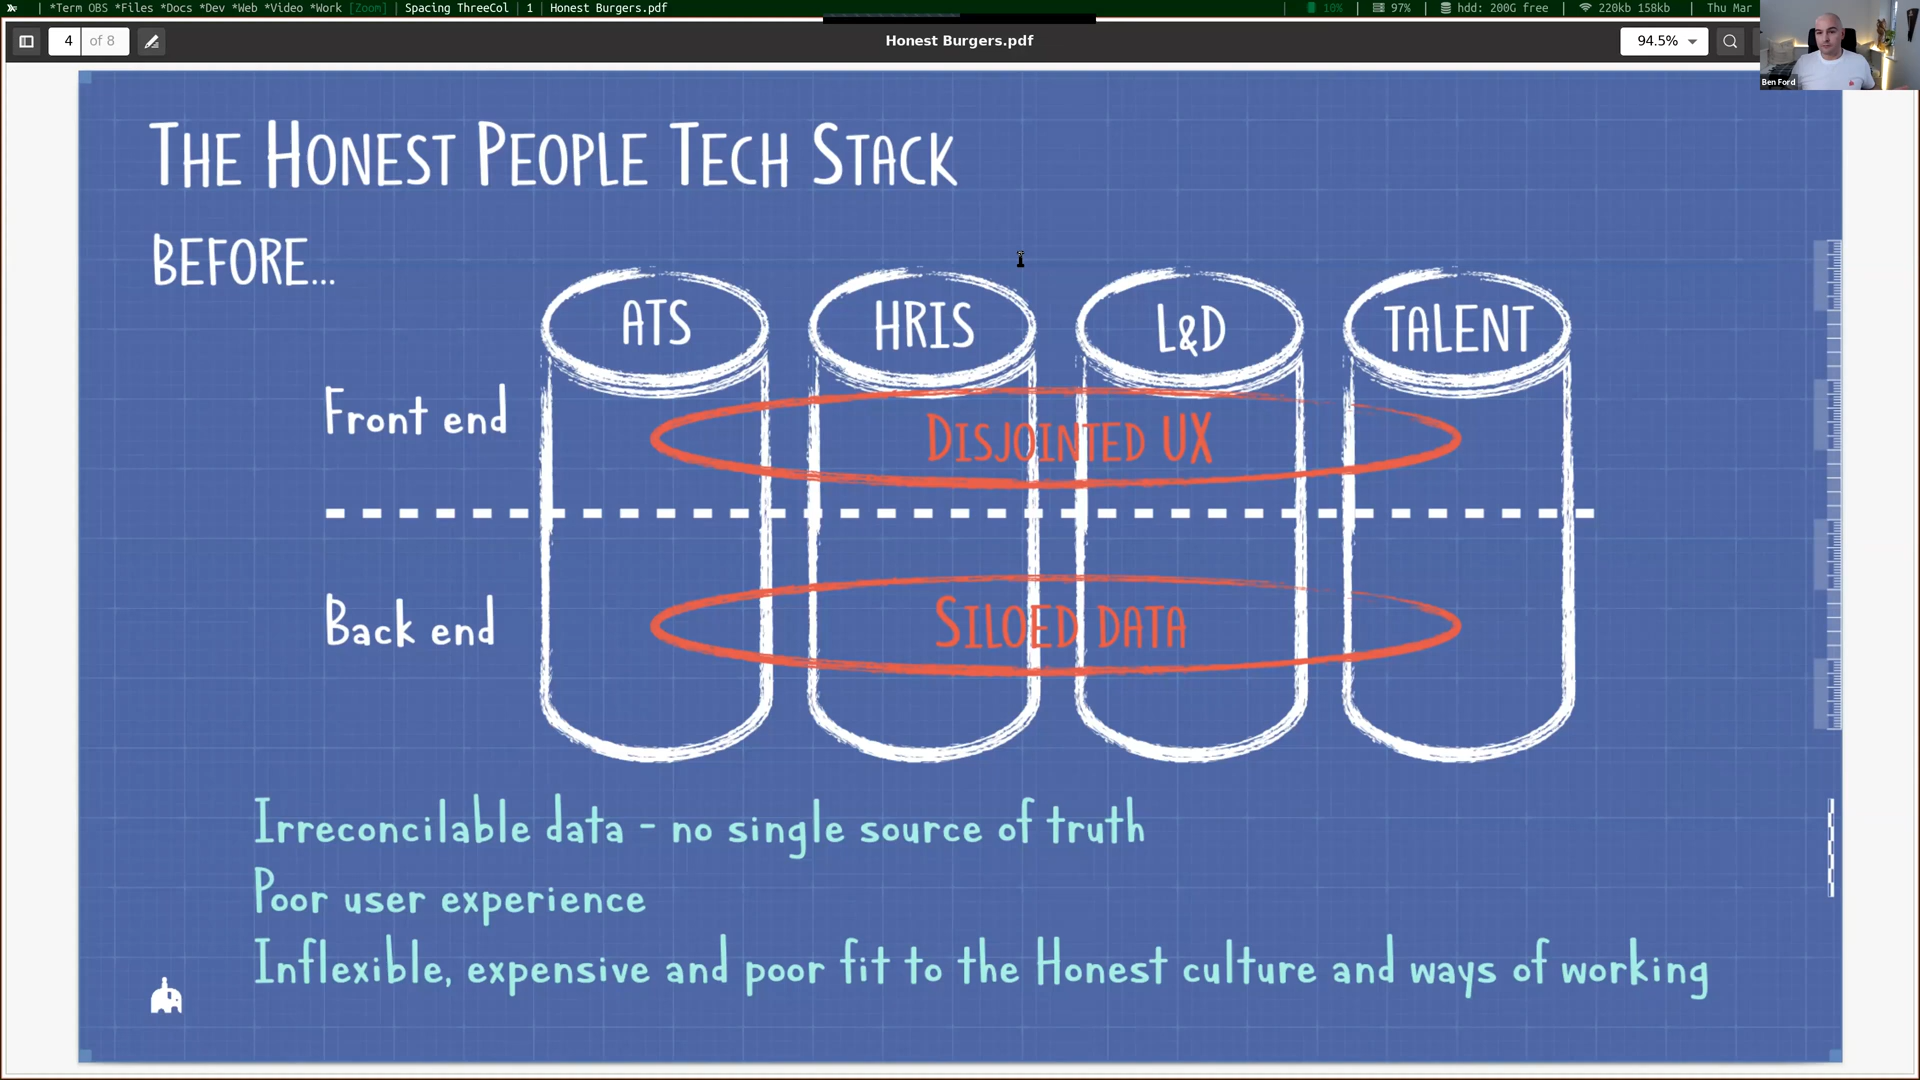 *Term OBS *Files *Docs *Dev *Web *Video *Work [Zoom] | Spacing ThreeCol | 1 | Honest Burgers.pdf
10% | 97% | hdd: 200G free | 220kb 158kb | Thu Mar
4 of 8
Honest Burgers.pdf
94.5%
Ben Ford
The Honest People Tech Stack
BEFORE...
ATS
HRIS
L&D
TALENT
Front end
Disjointed UX
Back end
Siloed data
Irreconcilable data - no single source of truth
Poor user experience
Inflexible, expensive and poor fit to the Honest culture and ways of working